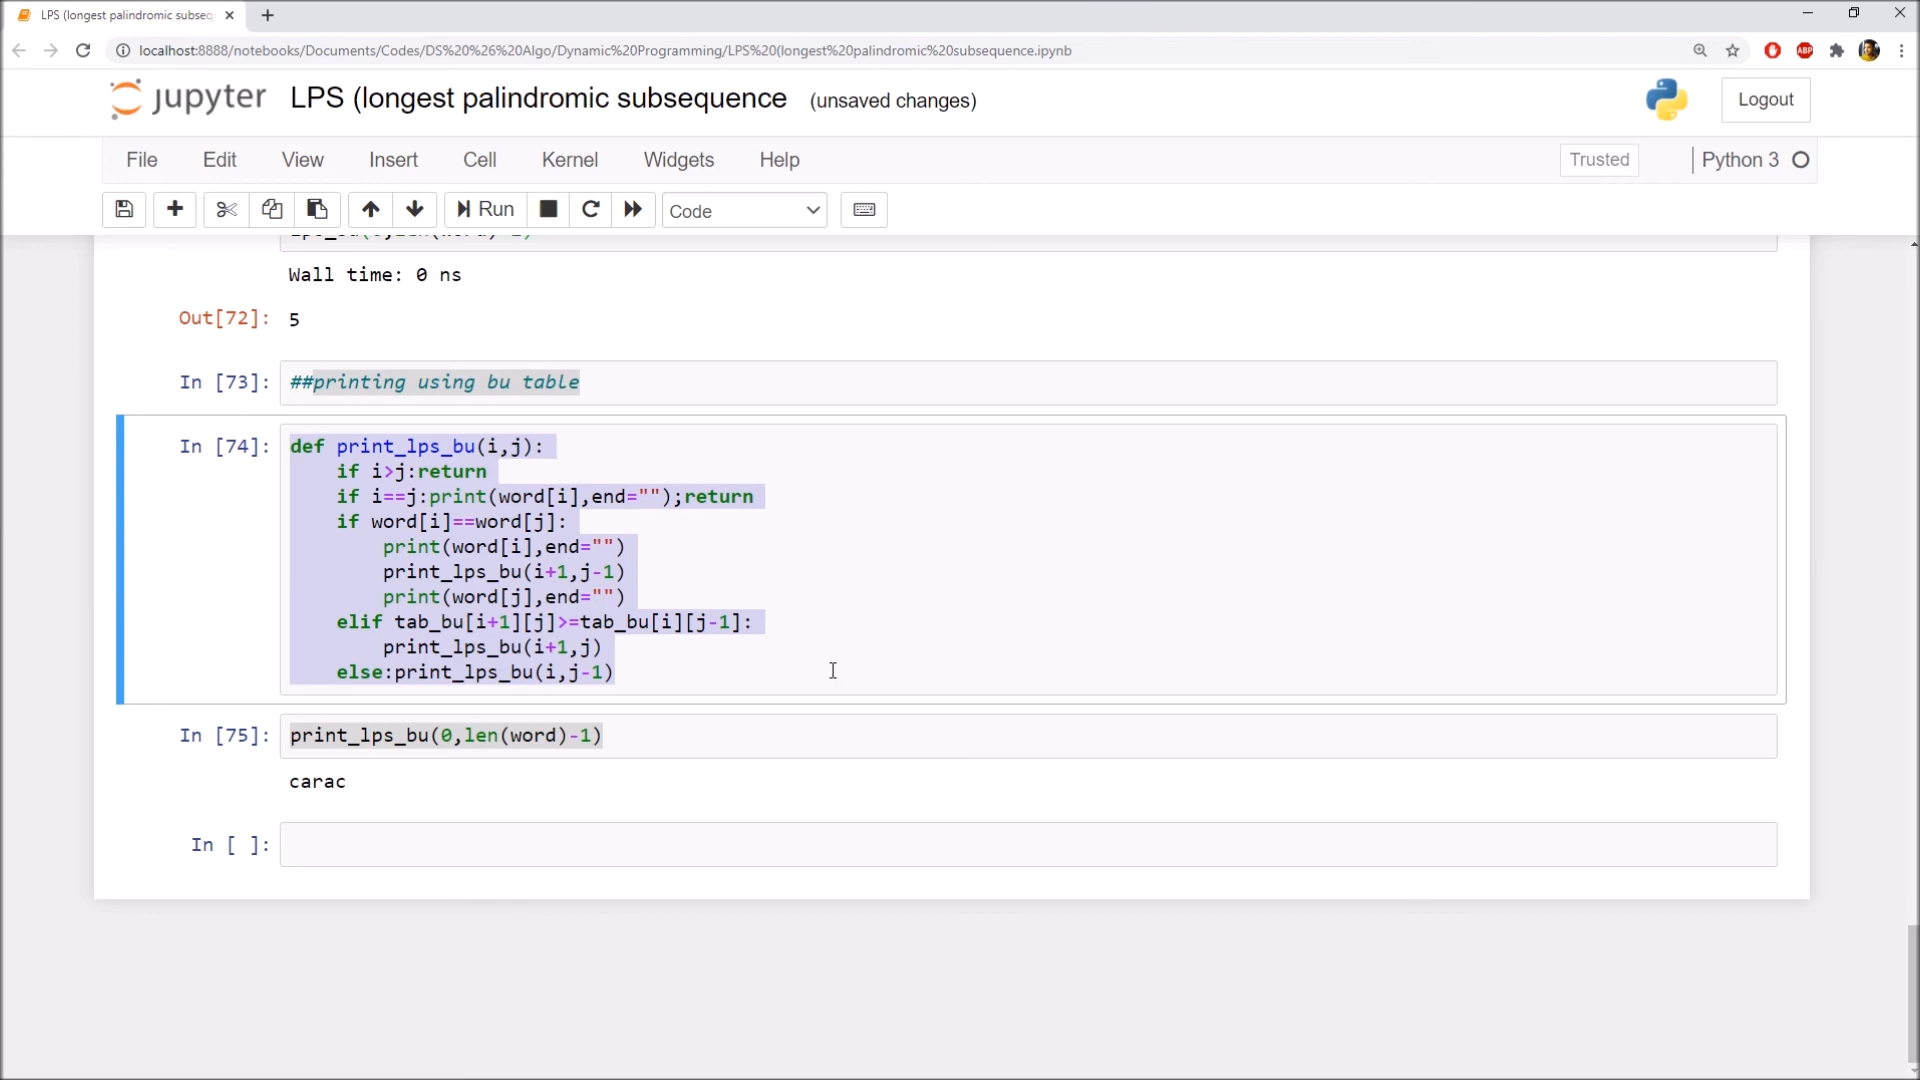 LPS (longest palindromic subseq
localhost:8888/notebooks/Documents/Codes/DS%20%26%20Algo/Dynamic%20Programming/LPS%20(longest%20palindromic%20subsequence.ipynb
ABP
jupyter LPS (longest palindromic subsequence (unsaved changes)
Logout
File Edit View Insert Cell Kernel Widgets Help
Trusted
Python 3
Run
Code
Wall time: 0 ns
Out[72]: 5
In [73]: ##printing using bu table
In [74]: def print_lps_bu(i,j):
if i>j:return
if i==j:print(word[i],end="");return
if word[i]==word[j]:
print(word[i],end="")
print_lps_bu(i+1,j-1)
print(word[j],end="")
elif tab_bu[i+1][j]>=tab_bu[i][j-1]:
print_lps_bu(i+1,j)
else:print_lps_bu(i,j-1)
In [75]: print_lps_bu(0,len(word)-1)
carac
In [ ]: